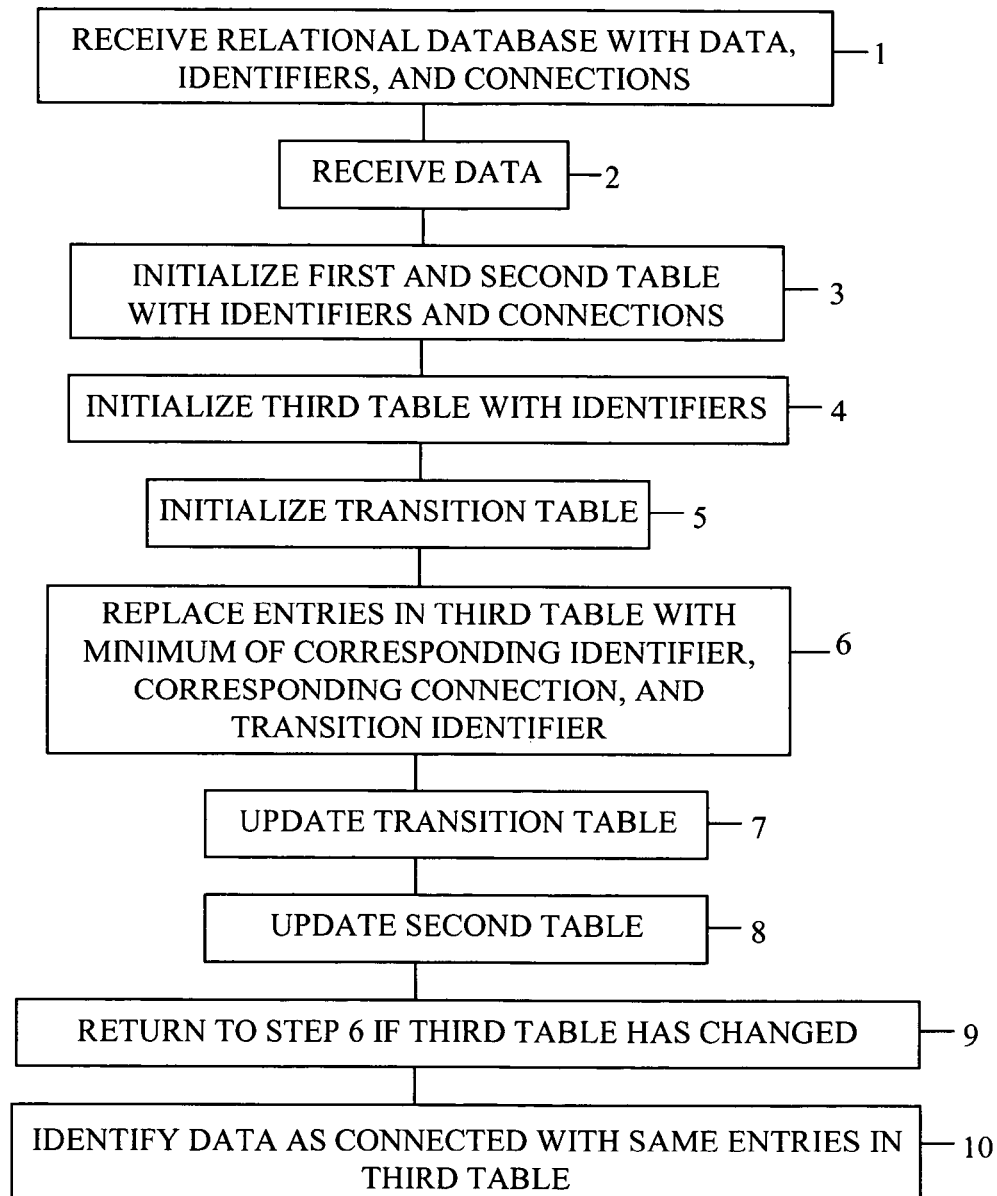 RECEIVE RELATIONAL DATABASE WITH DATA,
IDENTIFIERS, AND CONNECTIONS
1
RECEIVE DATA
2
INITIALIZE FIRST AND SECOND TABLE
WITH IDENTIFIERS AND CONNECTIONS
3
INITIALIZE THIRD TABLE WITH IDENTIFIERS
4
INITIALIZE TRANSITION TABLE
5
REPLACE ENTRIES IN THIRD TABLE WITH
MINIMUM OF CORRESPONDING IDENTIFIER,
CORRESPONDING CONNECTION, AND
TRANSITION IDENTIFIER
6
UPDATE TRANSITION TABLE
7
UPDATE SECOND TABLE
8
RETURN TO STEP 6 IF THIRD TABLE HAS CHANGED
9
IDENTIFY DATA AS CONNECTED WITH SAME ENTRIES IN
THIRD TABLE
10